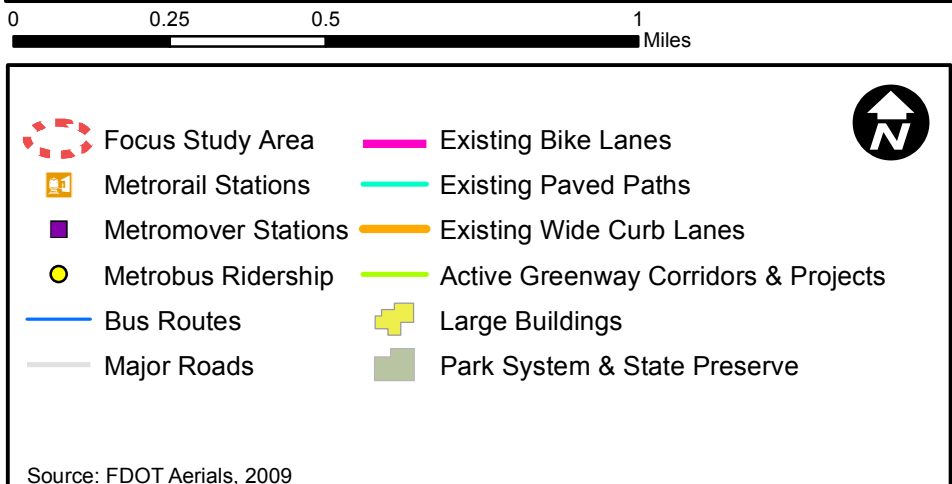 0 0.25 0.5 1
Miles
N
Focus Study Area
Metrorail Stations
Metromover Stations
Metrobus Ridership
Bus Routes
Major Roads
Existing Bike Lanes
Existing Paved Paths
Existing Wide Curb Lanes
Active Greenway Corridors & Projects
Large Buildings
Park System & State Preserve
Source: FDOT Aerials, 2009